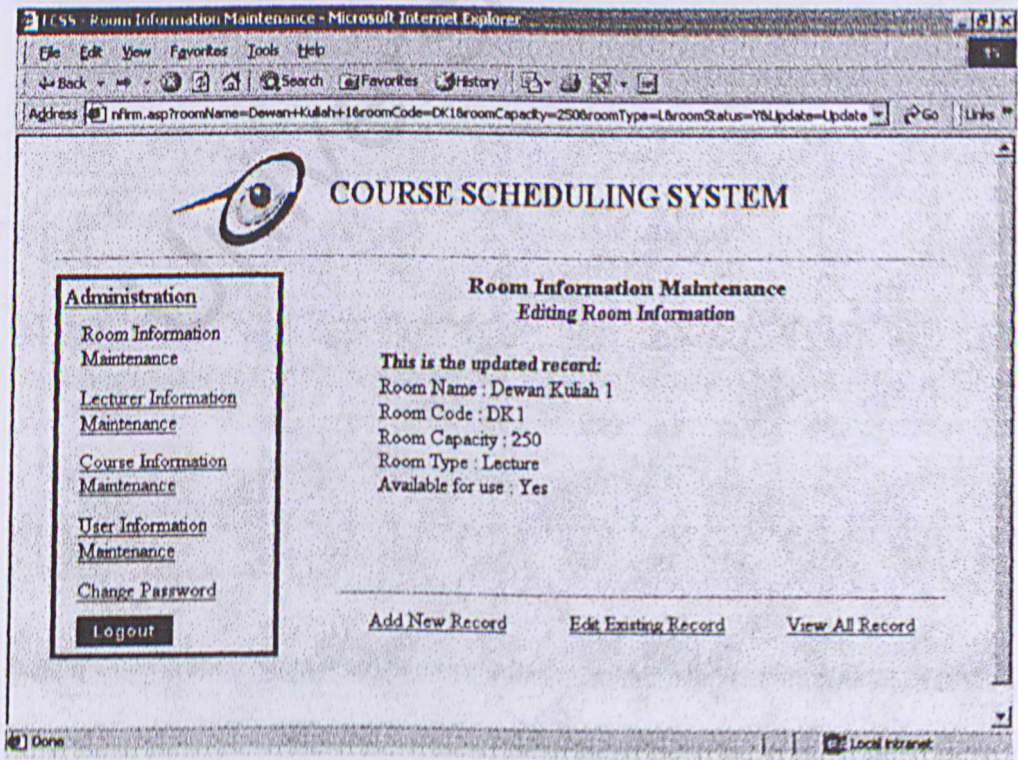 CSS - Room Information Maintenance - Microsoft Internet Explorer
File Edit View Favorites Tools Help
Back Search Favorites History
Address nfirm.asp?roomName=Dewan+Kuliah+1&roomCode=DK1&roomCapacity=250&roomType=L&roomStatus=Y&Update=Update Go Links
COURSE SCHEDULING SYSTEM
Administration
Room Information
Maintenance
Lecturer Information
Maintenance
Course Information
Maintenance
User Information
Maintenance
Change Password
Logout
Room Information Maintenance
Editing Room Information
This is the updated record:
Room Name : Dewan Kuliah 1
Room Code : DK1
Room Capacity : 250
Room Type : Lecture
Available for use : Yes
Add New Record Edit Existing Record View All Record
Done Local intranet